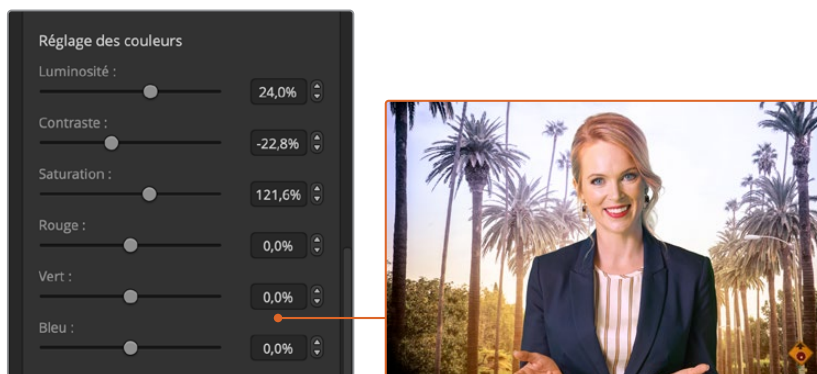 Réglage des couleurs
Luminosité :
24,0%
Contraste :
-22,8%
Saturation :
121,6%
Rouge :
0,0%
Vert :
0,0%
Bleu :
0,0%